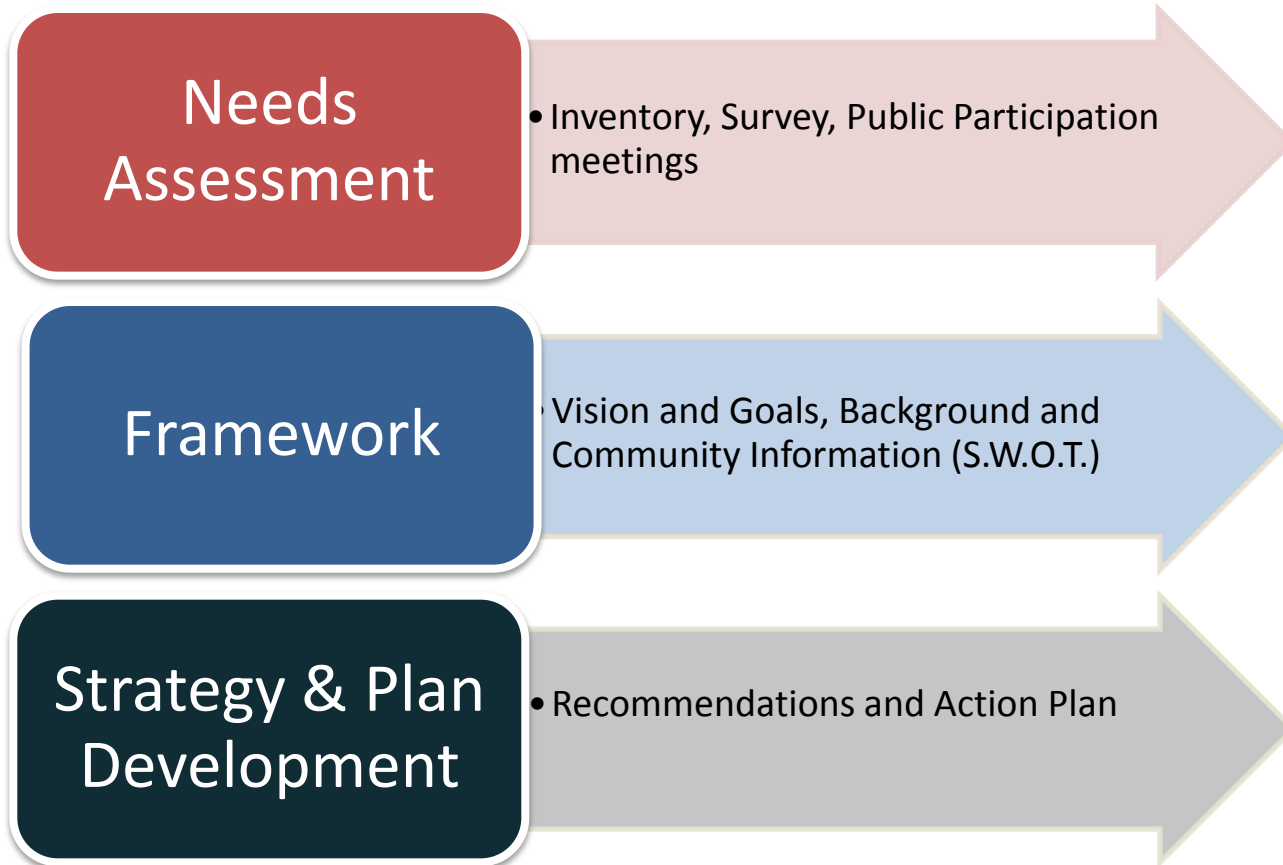 Needs
Assessment
• Inventory, Survey, Public Participation
meetings
Framework
• Vision and Goals, Background and
Community Information (S.W.O.T.)
Strategy & Plan
Development
• Recommendations and Action Plan